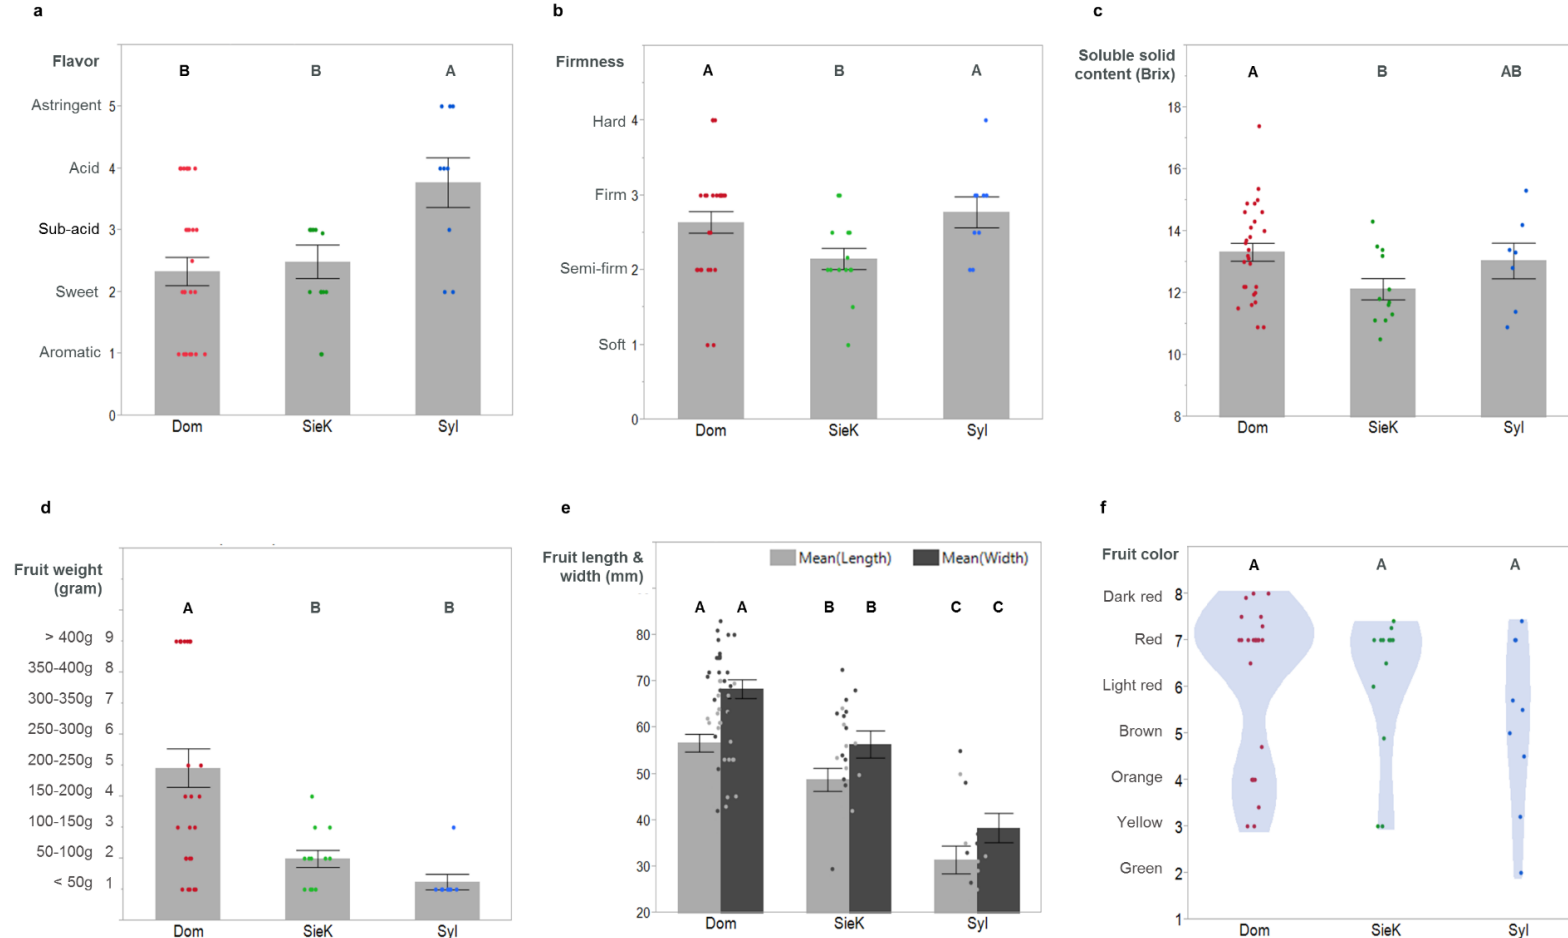 a
Flavor
B B A
Astringent 5
Acid 4
Sub-acid 3
Sweet 2
Aromatic 1
0
Dom SieK Syl
b
Firmness
A B A
Hard 4
Firm 3
Semi-firm 2
Soft 1
0
Dom SieK Syl
c
Soluble solid
content (Brix)
A B AB
18
16
14
12
10
8
Dom SieK Syl
d
Fruit weight
(gram)
A B B
> 400g 9
350-400g 8
300-350g 7
250-300g 6
200-250g 5
150-200g 4
100-150g 3
50-100g 2
< 50g 1
Dom SieK Syl
e
Fruit length &
width (mm)
Mean(Length) Mean(Width)
A A B B C C
80
70
60
50
40
30
20
Dom SieK Syl
f
Fruit color
A A A
Dark red 8
Red 7
Light red 6
Brown 5
Orange 4
Yellow 3
Green 2
1
Dom SieK Syl